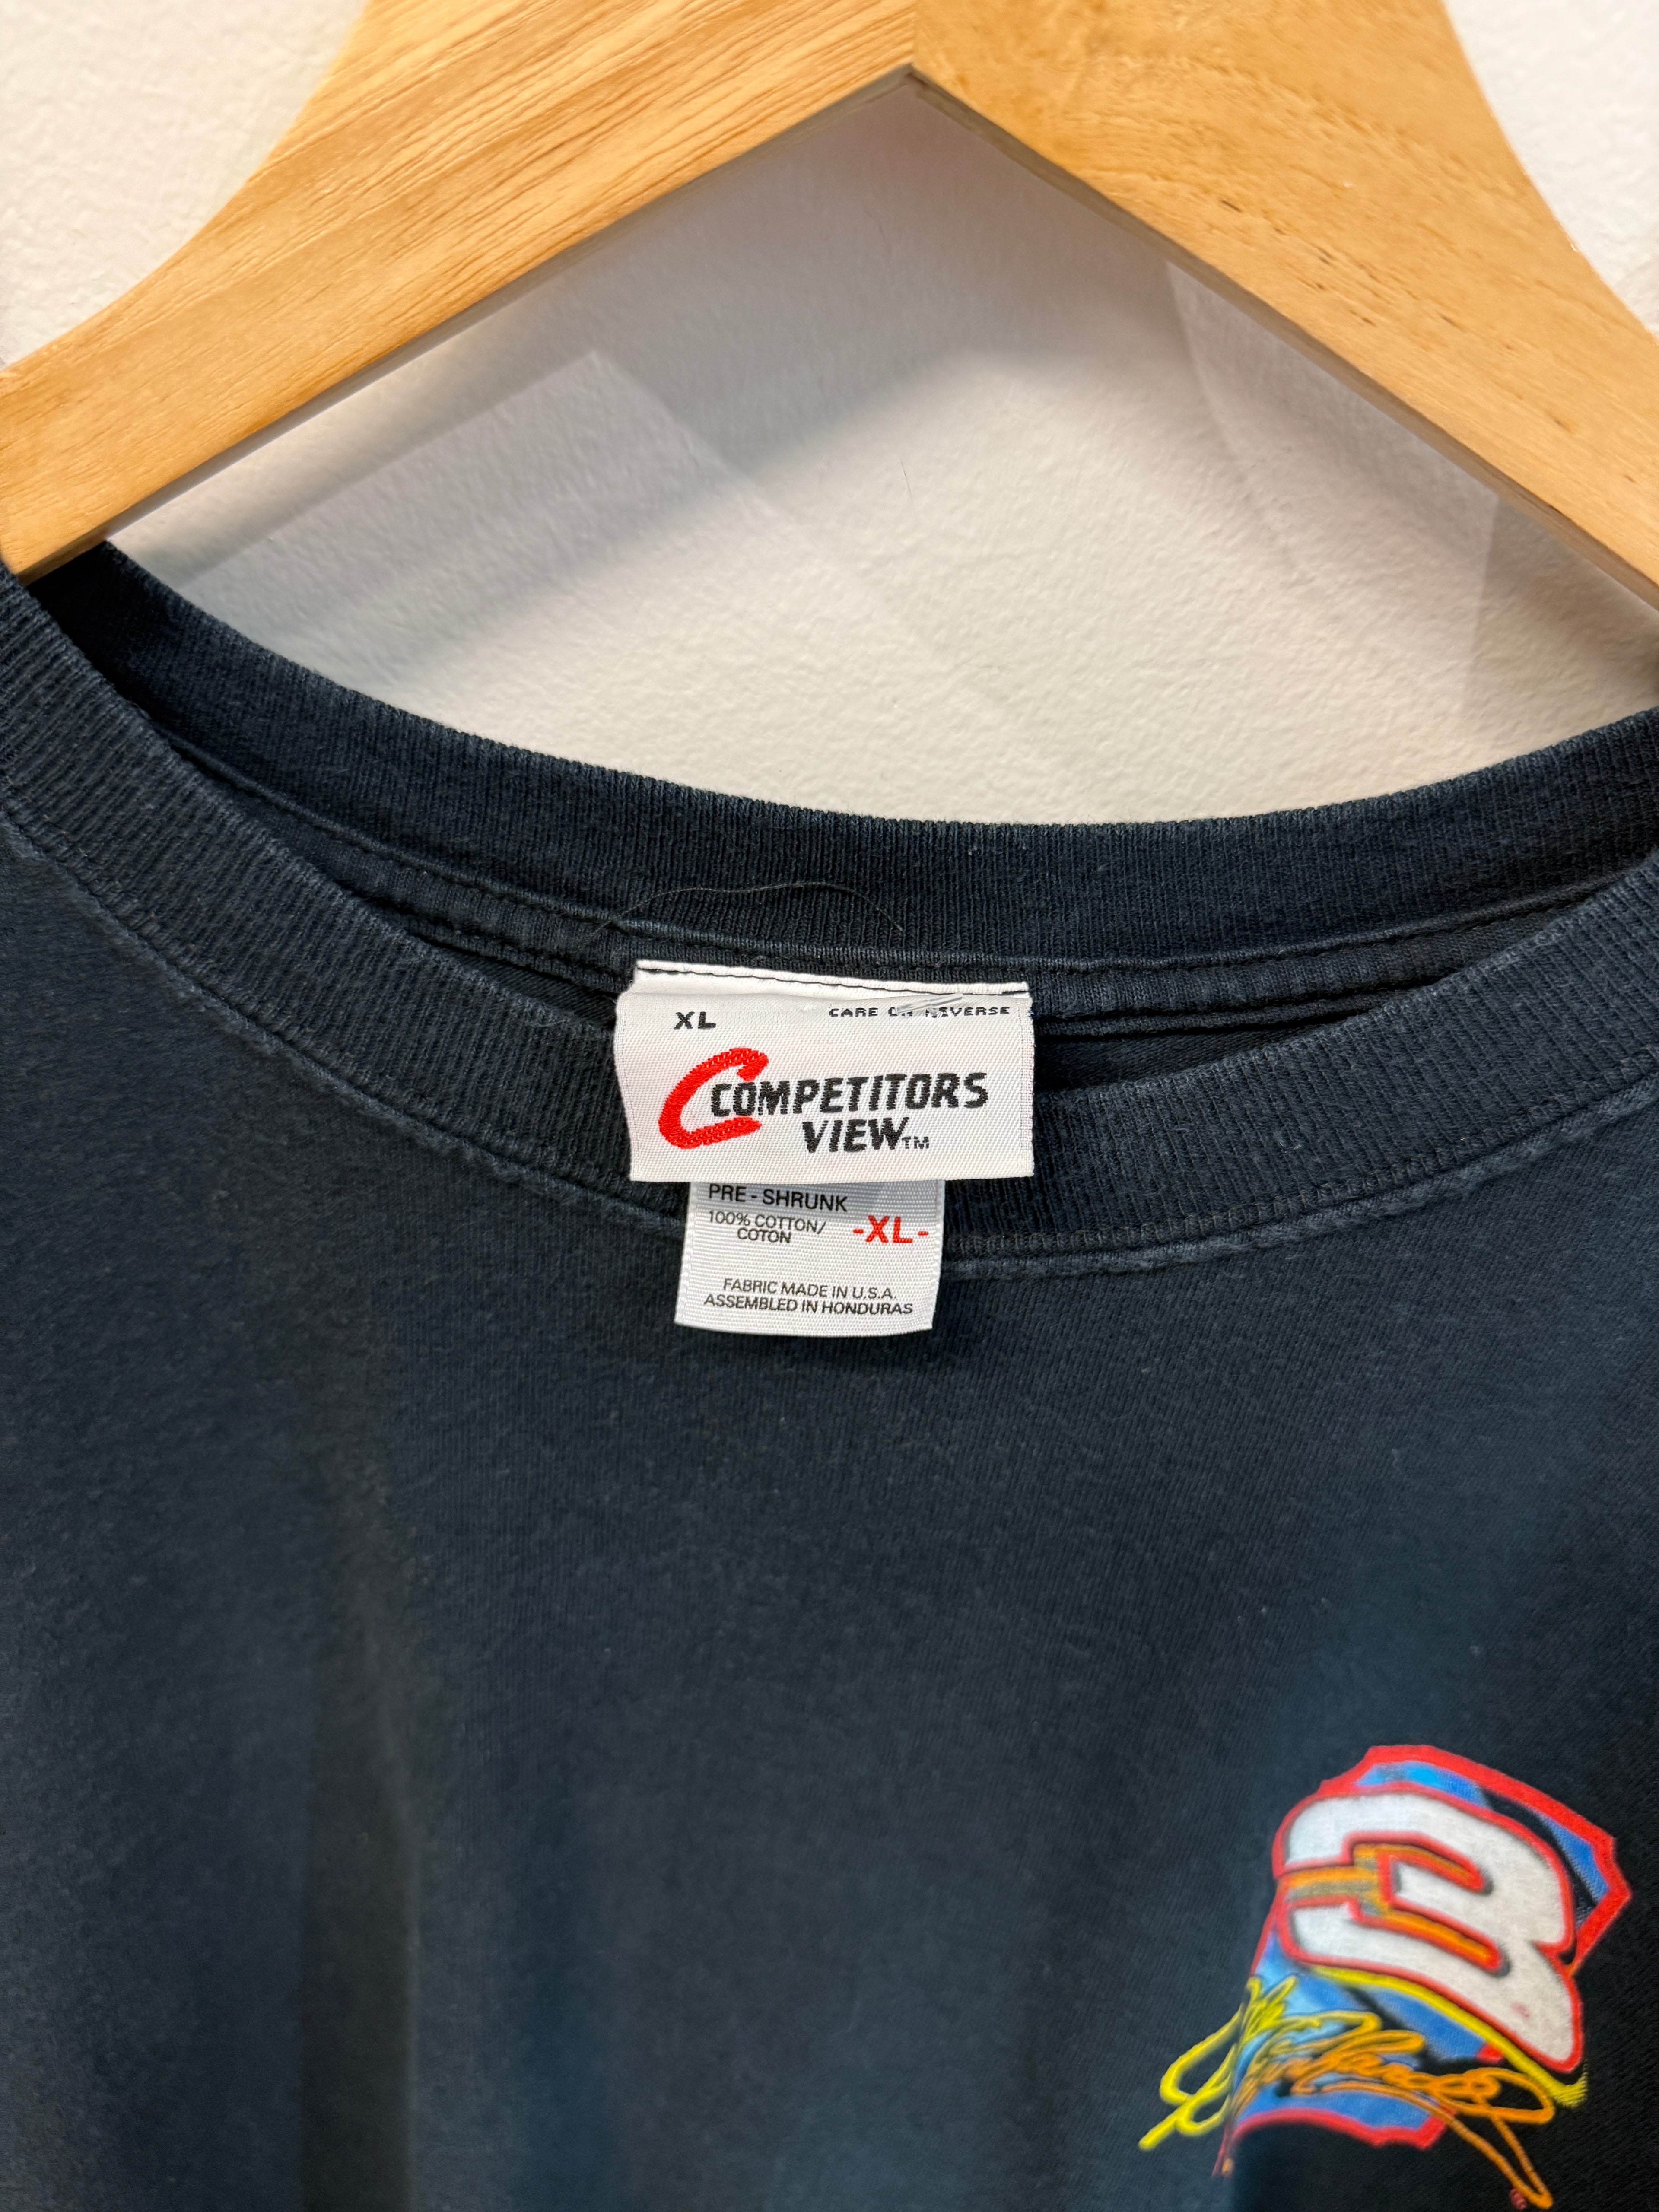 XL
CARE ON REVERSE
COMPETITORS
VIEW™
PRE-SHRUNK
100% COTTON/
COTON
-XL-
FABRIC MADE IN U.S.A.
ASSEMBLED IN HONDURAS
3